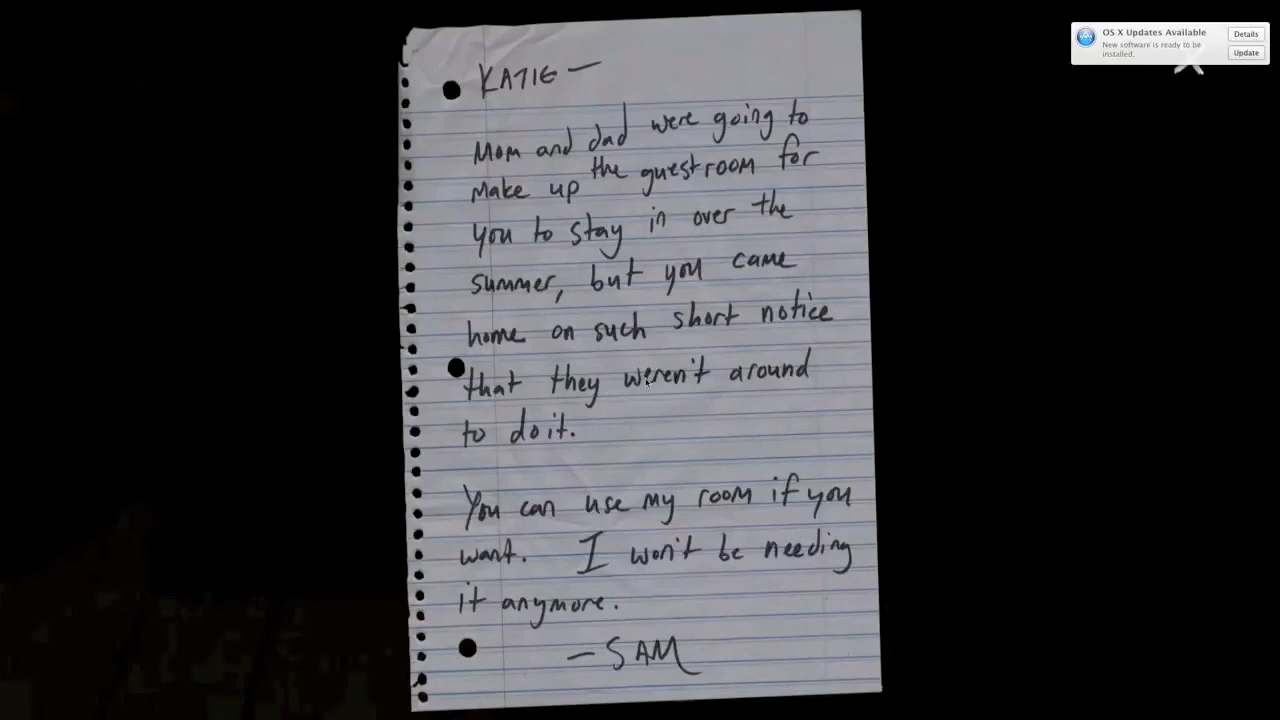 KATIE —
Mom and dad were going to
make up the guestroom for
you to stay in over the
summer, but you came
home on such short notice
that they weren't around
to do it.
You can use my room if you
want. I won't be needing
it anymore.
— SAM
OS X Updates Available
New software is ready to be
installed.
Details
Update